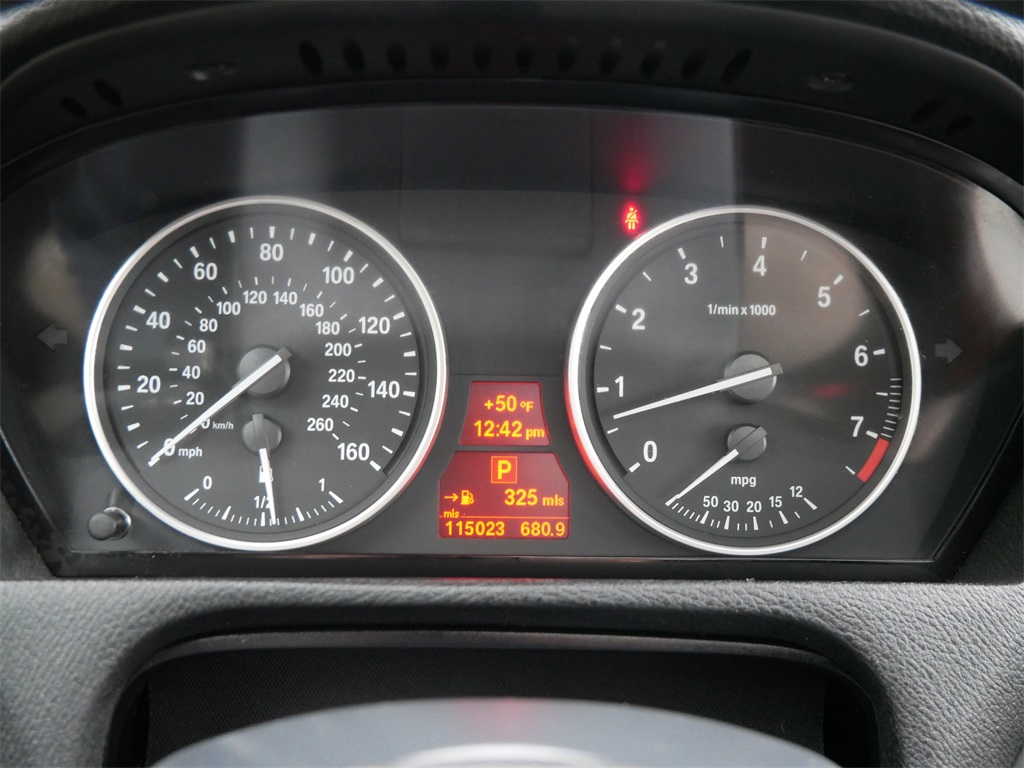 0 20 40 60 80 100 120 140 160
mph
0 20 40 60 80 100 120 140 160 180 200 220 240 260
km/h
0 1/2 1
+50 °F
12:42 pm
P
→ 325 mls
mls
115023 680.9
0 1 2 3 4 5 6 7
1/min x 1000
mpg
50 30 20 15 12